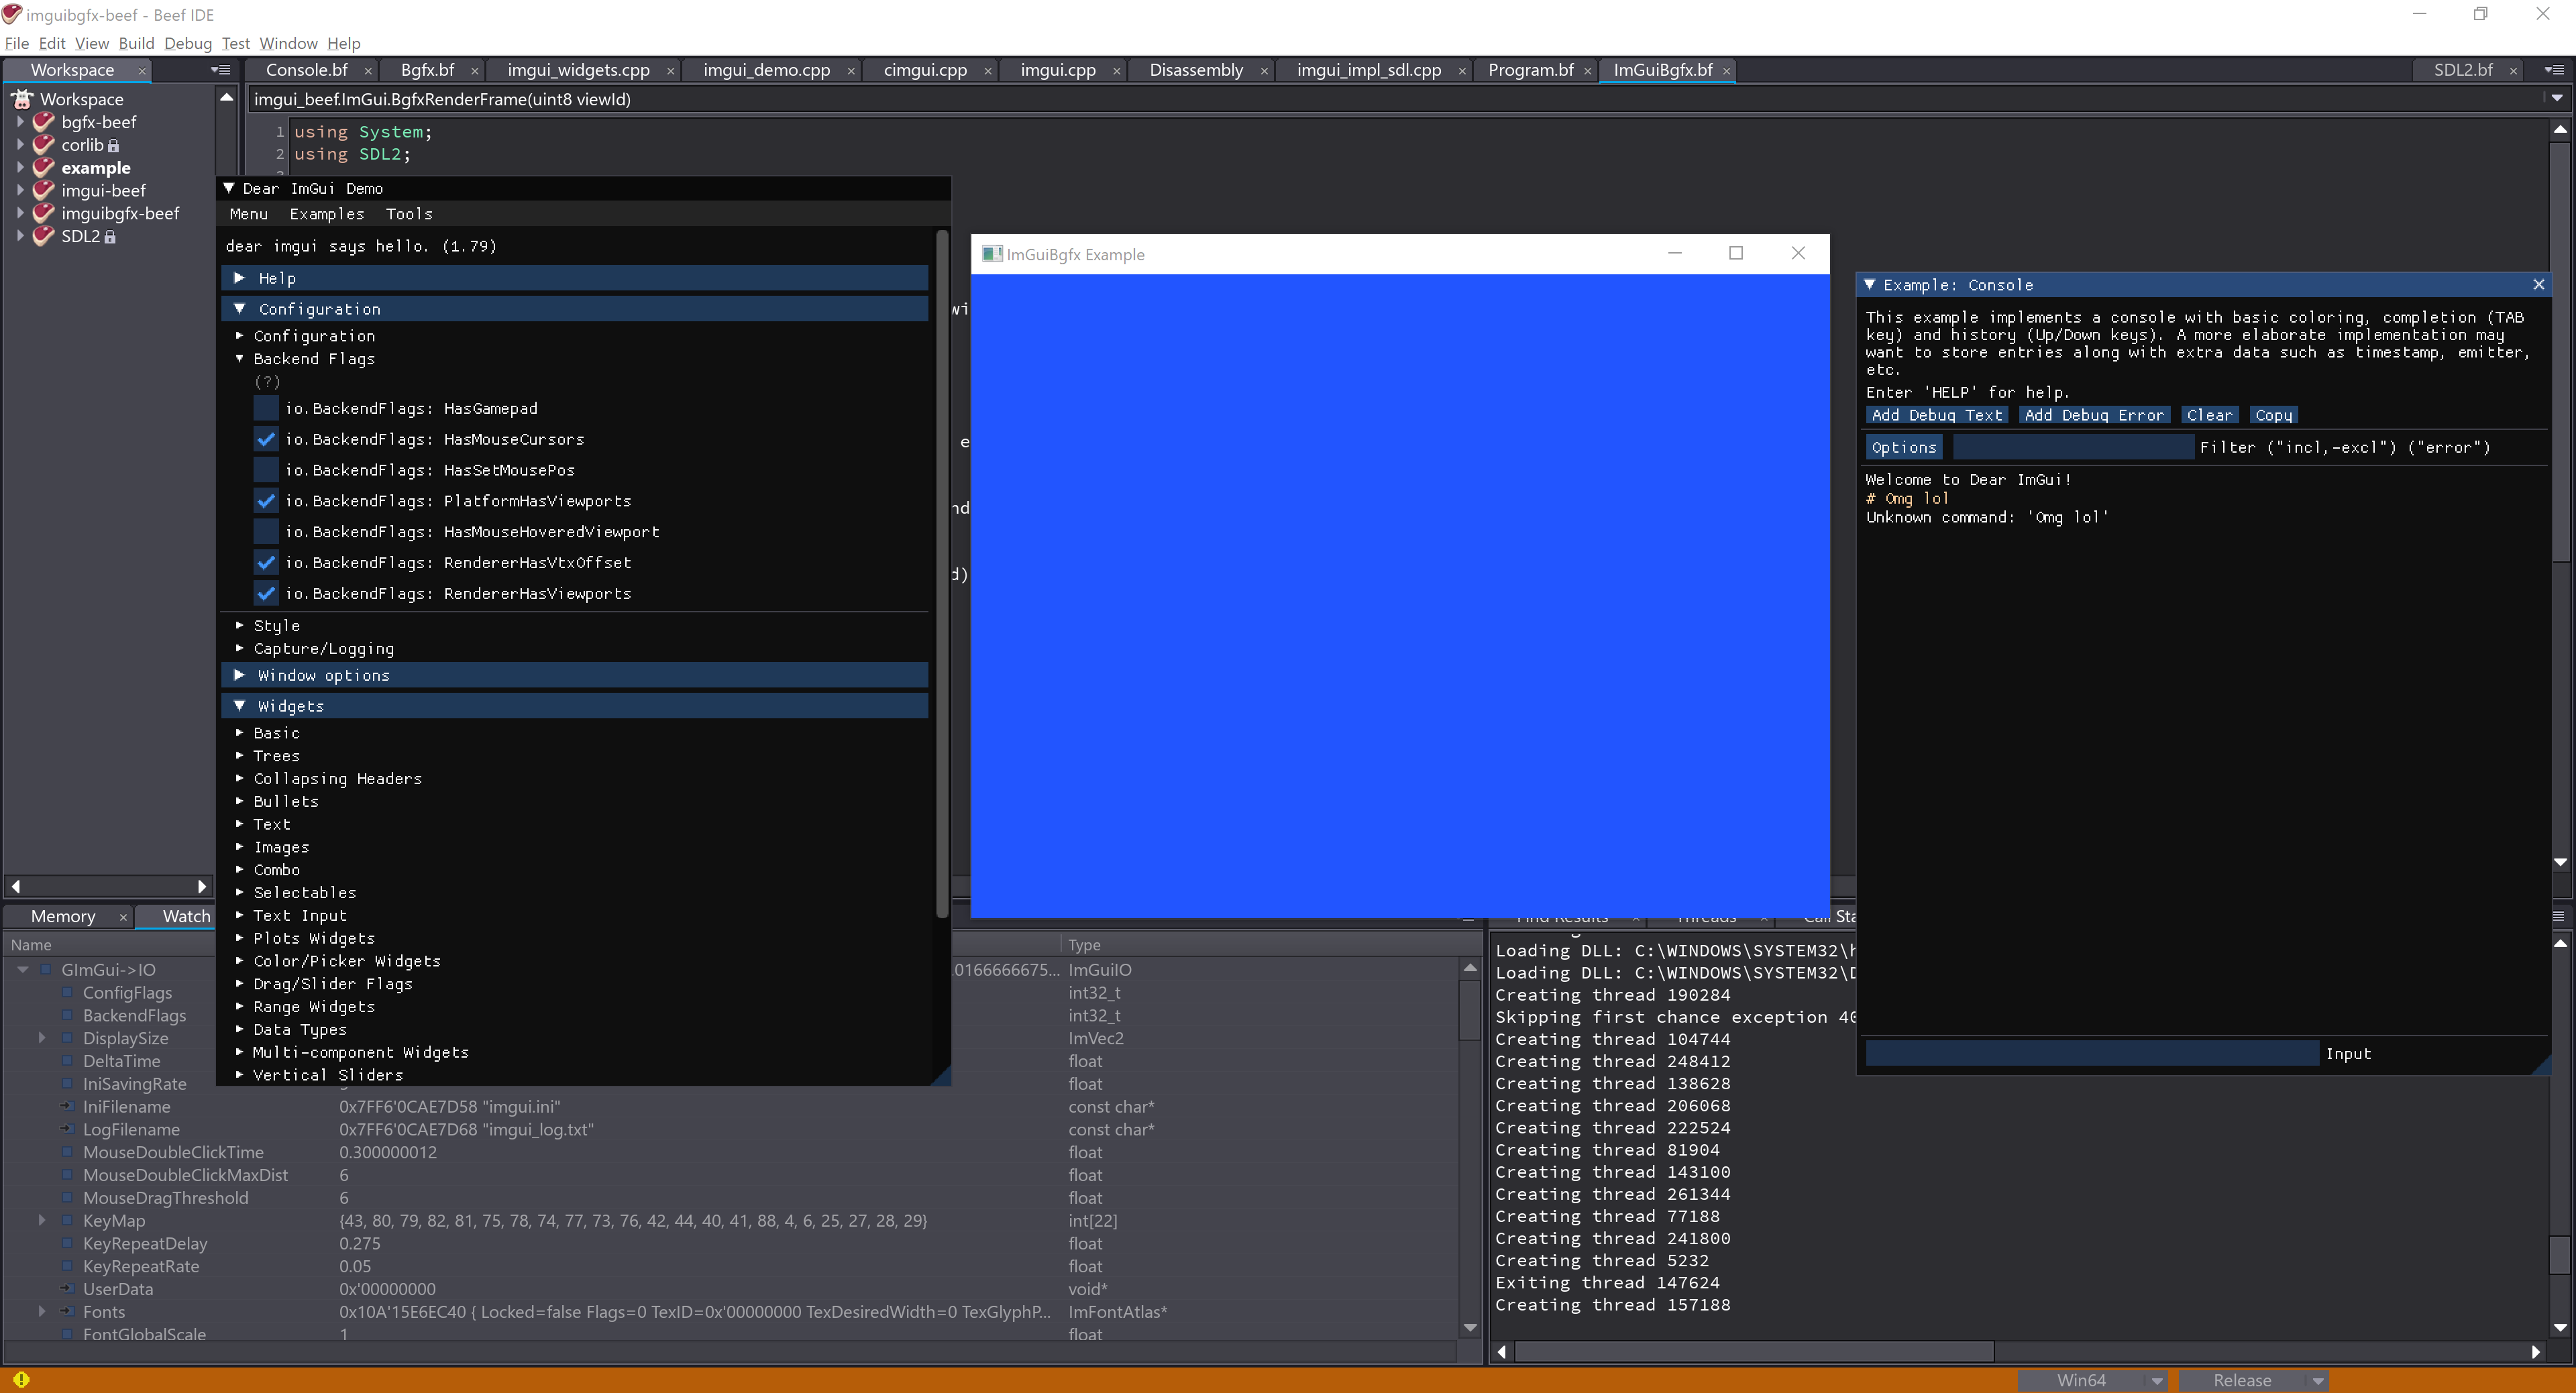 imguibgfx-beef - Beef IDE
File Edit View Build Debug Test Window Help
Workspace
Console.bf Bgfx.bf imgui_widgets.cpp imgui_demo.cpp cimgui.cpp imgui.cpp Disassembly imgui_impl_sdl.cpp Program.bf ImGuiBgfx.bf SDL2.bf
Workspace
bgfx-beef
corlib
example
imgui-beef
imguibgfx-beef
SDL2
imgui_beef.ImGui.BgfxRenderFrame(uint8 viewId)
1 using System;
2 using SDL2;
Dear ImGui Demo
Menu Examples Tools
dear imgui says hello. (1.79)
Help
Configuration
Configuration
Backend Flags
(?)
io.BackendFlags: HasGamepad
io.BackendFlags: HasMouseCursors
io.BackendFlags: HasSetMousePos
io.BackendFlags: PlatformHasViewports
io.BackendFlags: HasMouseHoveredViewport
io.BackendFlags: RendererHasVtxOffset
io.BackendFlags: RendererHasViewports
Style
Capture/Logging
Window options
Widgets
Basic
Trees
Collapsing Headers
Bullets
Text
Images
Combo
Selectables
Text Input
Plots Widgets
Color/Picker Widgets
Drag/Slider Flags
Range Widgets
Data Types
Multi-component Widgets
Vertical Sliders
ImGuiBgfx Example
Example: Console
This example implements a console with basic coloring, completion (TAB
key) and history (Up/Down keys). A more elaborate implementation may
want to store entries along with extra data such as timestamp, emitter,
etc.
Enter 'HELP' for help.
Add Debug Text Add Debug Error Clear Copy
Options Filter ("incl,-excl") ("error")
Welcome to Dear ImGui!
# Omg lol
Unknown command: 'Omg lol'
Input
Memory Watch
Name Type
GImGui->IO .0166666675... ImGuiIO
ConfigFlags int32_t
BackendFlags int32_t
DisplaySize ImVec2
DeltaTime float
IniSavingRate float
IniFilename 0x7FF6'0CAE7D58 "imgui.ini" const char*
LogFilename 0x7FF6'0CAE7D68 "imgui_log.txt" const char*
MouseDoubleClickTime 0.300000012 float
MouseDoubleClickMaxDist 6 float
MouseDragThreshold 6 float
KeyMap {43, 80, 79, 82, 81, 75, 78, 74, 77, 73, 76, 42, 44, 40, 41, 88, 4, 6, 25, 27, 28, 29} int[22]
KeyRepeatDelay 0.275 float
KeyRepeatRate 0.05 float
UserData 0x'00000000 void*
Fonts 0x10A'15E6EC40 { Locked=false Flags=0 TexID=0x'00000000 TexDesiredWidth=0 TexGlyphP... ImFontAtlas*
FontGlobalScale 1 float
Find Results Threads Call Sta
Loading DLL: C:\WINDOWS\SYSTEM32\
Loading DLL: C:\WINDOWS\SYSTEM32\
Creating thread 190284
Skipping first chance exception 40
Creating thread 104744
Creating thread 248412
Creating thread 138628
Creating thread 206068
Creating thread 222524
Creating thread 81904
Creating thread 143100
Creating thread 261344
Creating thread 77188
Creating thread 241800
Creating thread 5232
Exiting thread 147624
Creating thread 157188
Win64 Release